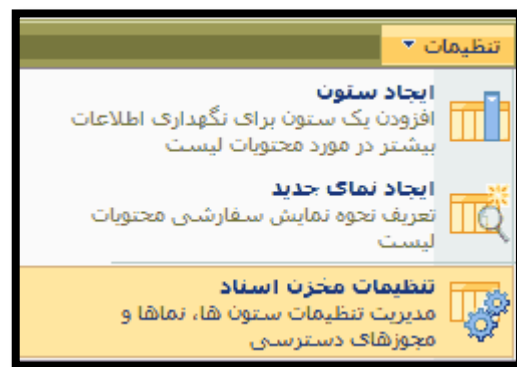 تنظیمات
ایجاد ستون
افزودن یک ستون برای نگهداری اطلاعات
بیشتر در مورد محتویات لیست
ایجاد نمای جدید
تعریف نحوه نمایش سفارشی محتویات
لیست
تنظیمات مخزن اسناد
مدیریت تنظیمات ستون ها، نماها و
مجوزهای دسترسی